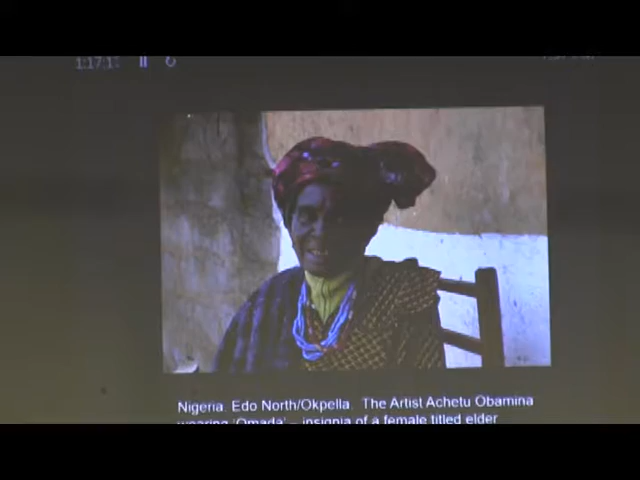 Nigeria. Edo North/Okpella. The Artist Achetu Obamina
wearing 'Omada' – insignia of a female titled elder